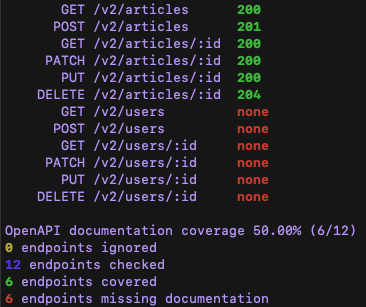 GET /v2/articles 200
POST /v2/articles 201
GET /v2/articles/:id 200
PATCH /v2/articles/:id 200
PUT /v2/articles/:id 200
DELETE /v2/articles/:id 204
GET /v2/users none
POST /v2/users none
GET /v2/users/:id none
PATCH /v2/users/:id none
PUT /v2/users/:id none
DELETE /v2/users/:id none
OpenAPI documentation coverage 50.00% (6/12)
0 endpoints ignored
12 endpoints checked
6 endpoints covered
6 endpoints missing documentation